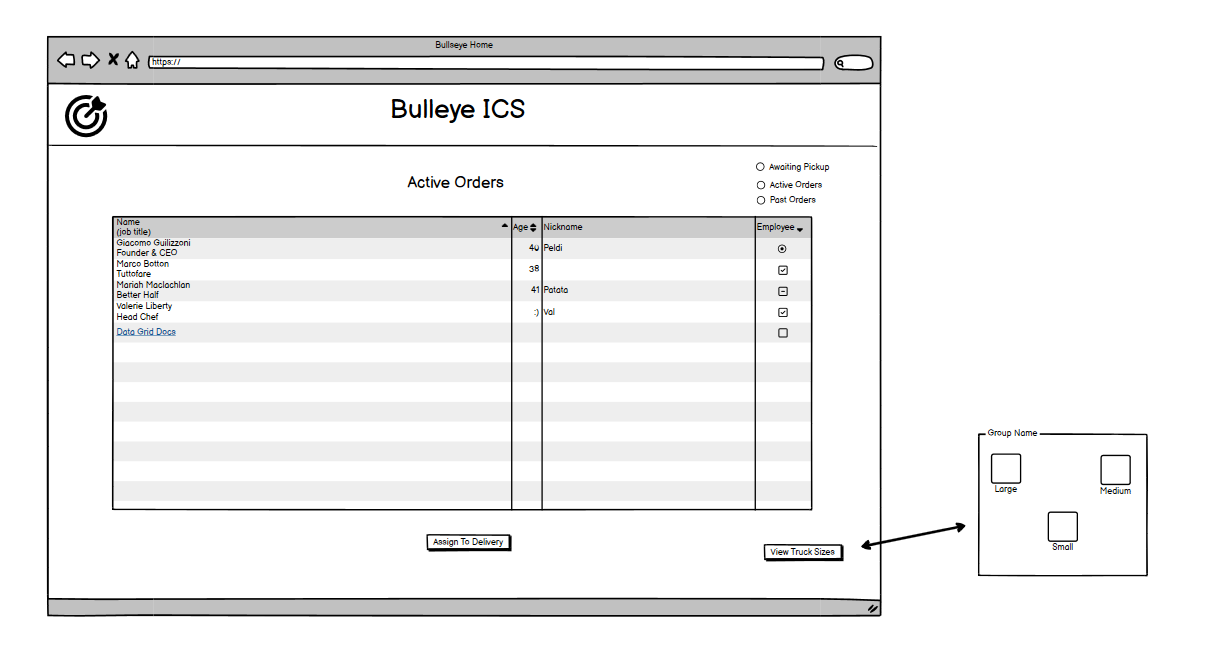 Bullseye Home
https://
Bulleye ICS
Awaiting Pickup
Active Orders
Active Orders
Past Orders
Name
(job title)
Age
Nickname
Employee
Giacomo Guilizzoni
Founder & CEO
40
Peldi
Marco Botton
Tuttofare
38
Mariah Maclachlan
Better Half
41
Patata
Valerie Liberty
Head Chef
:)
Val
Data Grid Docs
Group Name
Large
Medium
Small
Assign To Delivery
View Truck Sizes